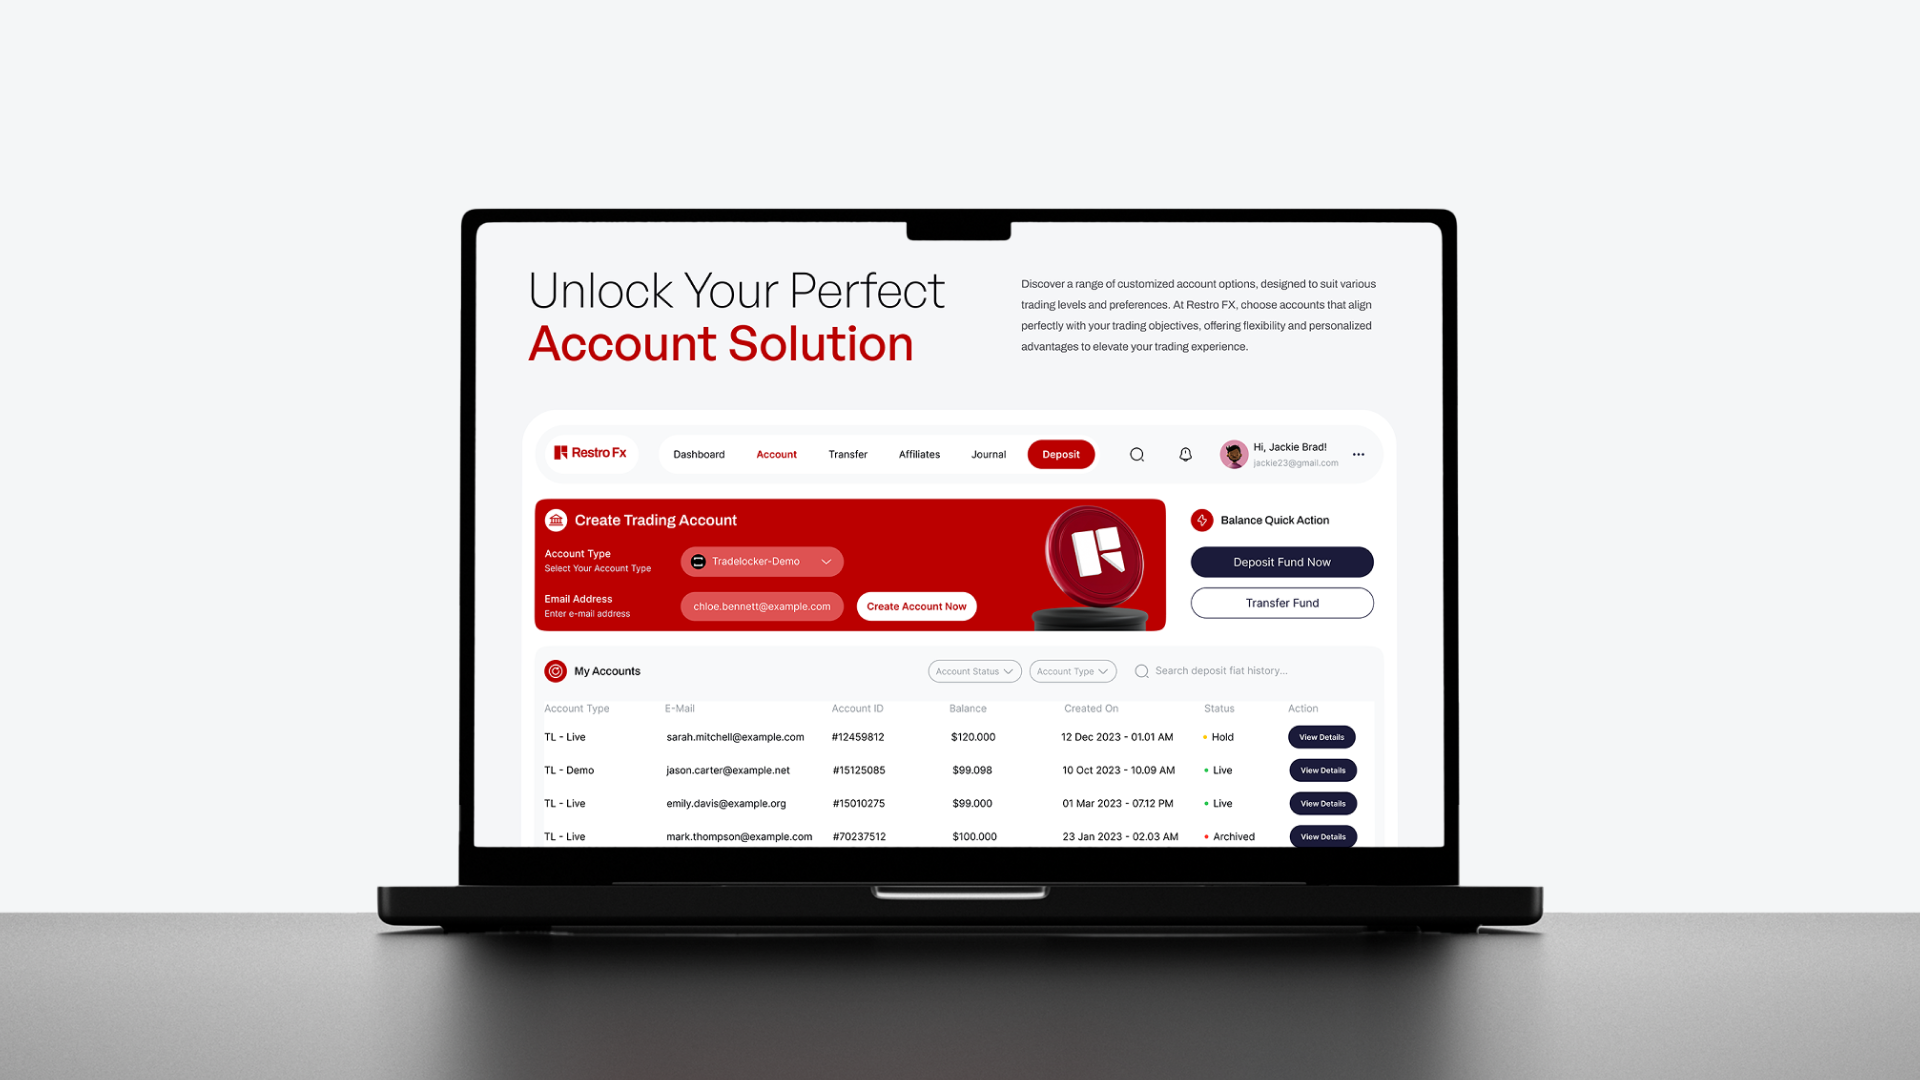 Unlock Your Perfect
Account Solution
Discover a range of customized account options, designed to suit various
trading levels and preferences. At Restro FX, choose accounts that align
perfectly with your trading objectives, offering flexibility and personalized
advantages to elevate your trading experience.
Restro Fx
Dashboard Account Transfer Affiliates Journal Deposit
Hi, Jackie Brad!
jackie23@gmail.com
Create Trading Account
Account Type
Select Your Account Type
Tradelocker-Demo
Email Address
Enter e-mail address
chloe.bennett@example.com
Create Account Now
Balance Quick Action
Deposit Fund Now
Transfer Fund
My Accounts
Account Status
Account Type
Search deposit fiat history...
Account Type E-Mail Account ID Balance Created On Status Action
TL - Live sarah.mitchell@example.com #12459812 $120.000 12 Dec 2023 - 01.01 AM Hold View Details
TL - Demo jason.carter@example.net #15125085 $99.098 10 Oct 2023 - 10.09 AM Live View Details
TL - Live emily.davis@example.org #15010275 $99.000 01 Mar 2023 - 07.12 PM Live View Details
TL - Live mark.thompson@example.com #70237512 $100.000 23 Jan 2023 - 02.03 AM Archived View Details